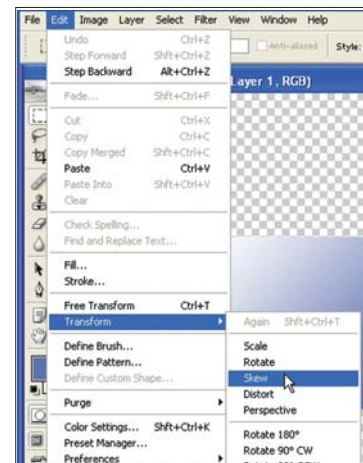 File Edit Image Layer Select Filter View Window Help
Anti-aliased Style:
Undo Ctrl+Z
Step Forward Shft+Ctrl+Z
Step Backward Alt+Ctrl+Z
Layer 1, RGB)
Fade... Shft+Ctrl+F
Cut Ctrl+X
Copy Ctrl+C
Copy Merged Shft+Ctrl+C
Paste Ctrl+V
Paste Into Shft+Ctrl+V
Clear
Check Spelling...
Find and Replace Text...
Fill...
Stroke...
Free Transform Ctrl+T
Transform
Again Shft+Ctrl+T
Define Brush...
Scale
Define Pattern...
Rotate
Define Custom Shape...
Skew
Distort
Purge
Perspective
Color Settings... Shft+Ctrl+K
Rotate 180°
Preset Manager...
Rotate 90° CW
Preferences